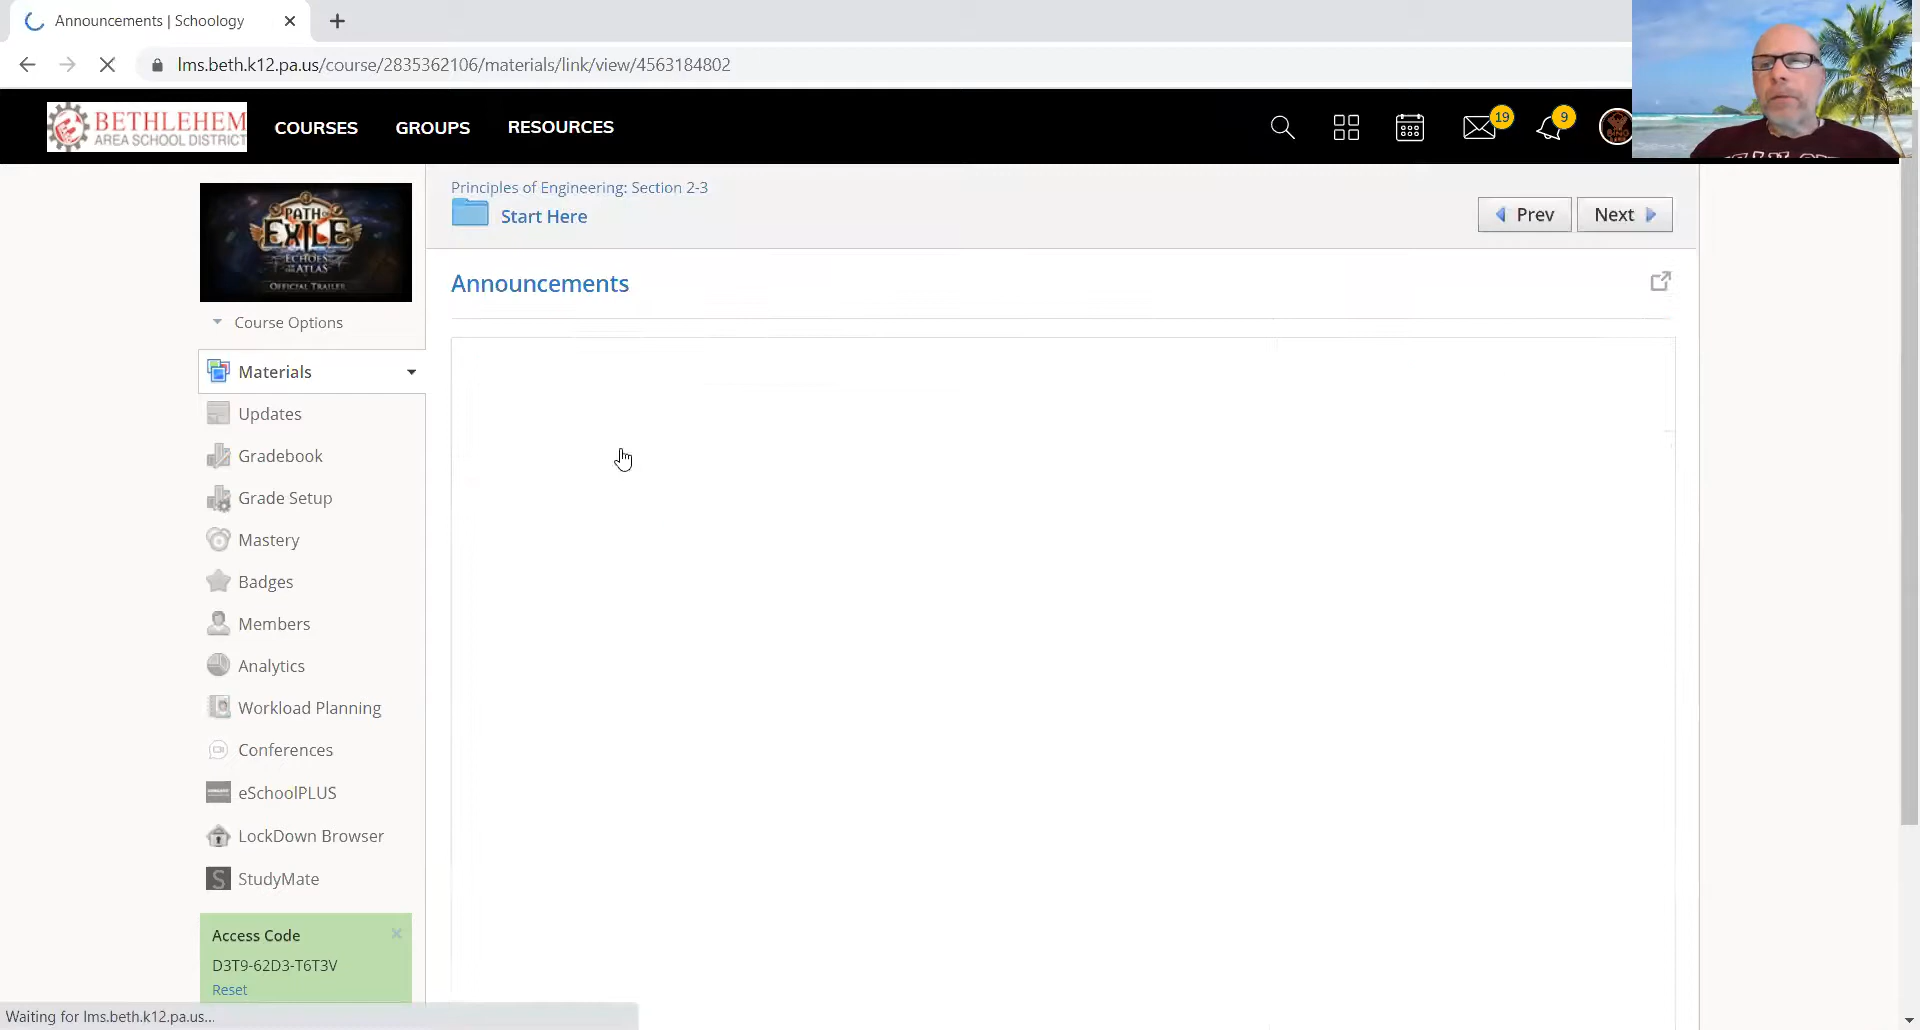 Announcements | Schoology
lms.beth.k12.pa.us/course/2835362106/materials/link/view/4563184802
BETHLEHEM
AREA SCHOOL DISTRICT
COURSES
GROUPS
RESOURCES
19
9
PATH OF
EXILE
ECHOES
OF THE
ATLAS
OFFICIAL TRAILER
Course Options
Materials
Updates
Gradebook
Grade Setup
Mastery
Badges
Members
Analytics
Workload Planning
Conferences
eSchoolPLUS
LockDown Browser
StudyMate
Access Code
D3T9-62D3-T6T3V
Reset
Principles of Engineering: Section 2-3
Start Here
Prev
Next
Announcements
Waiting for lms.beth.k12.pa.us...